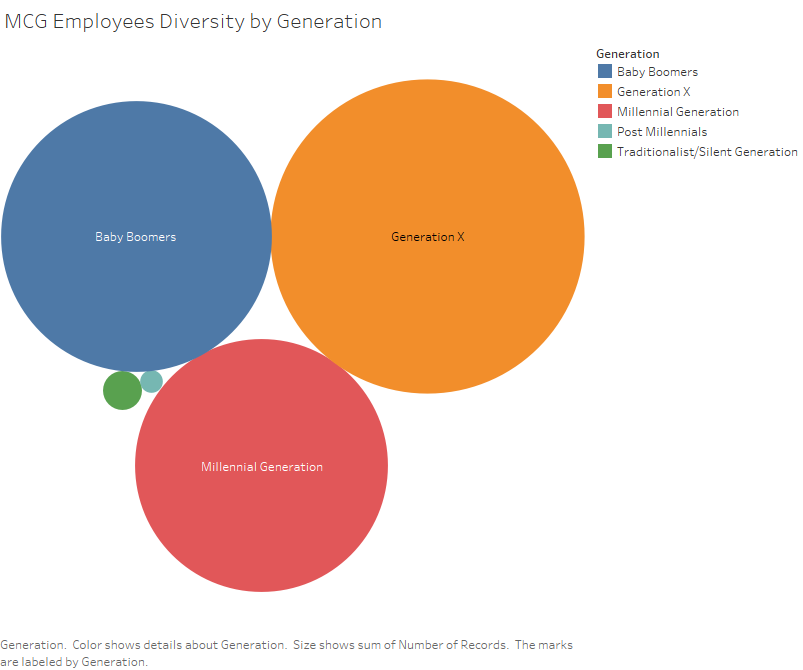 MCG Employees Diversity by Generation
Generation
Baby Boomers
Generation X
Millennial Generation
Post Millennials
Traditionalist/Silent Generation
Baby Boomers
Generation X
Millennial Generation
Generation.  Color shows details about Generation.  Size shows sum of Number of Records.  The marks
are labeled by Generation.